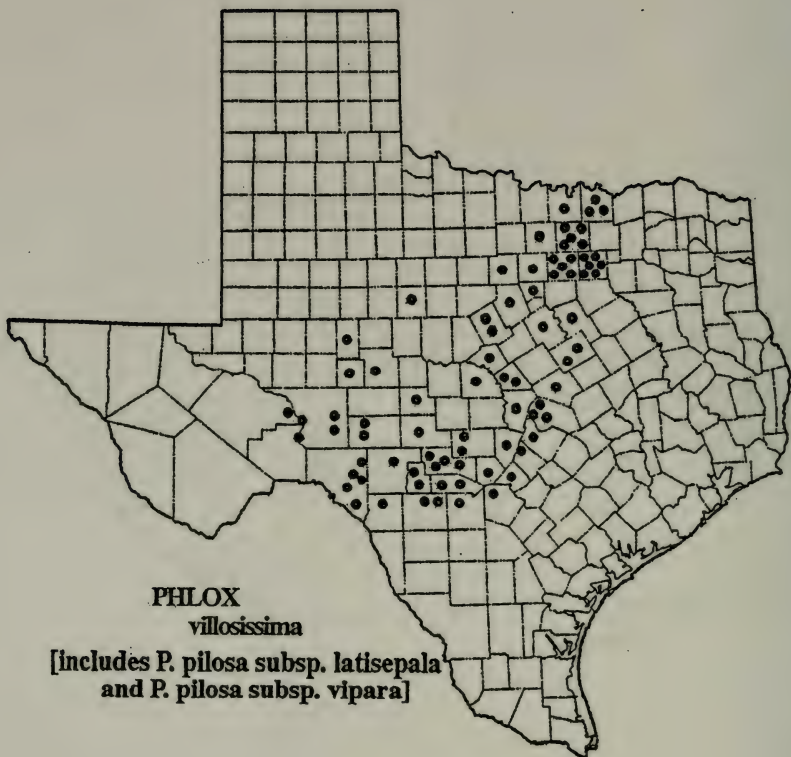 PHLOX
villosissima
[includes P. pilosa subsp. latisepala
and P. pilosa subsp. vipara]